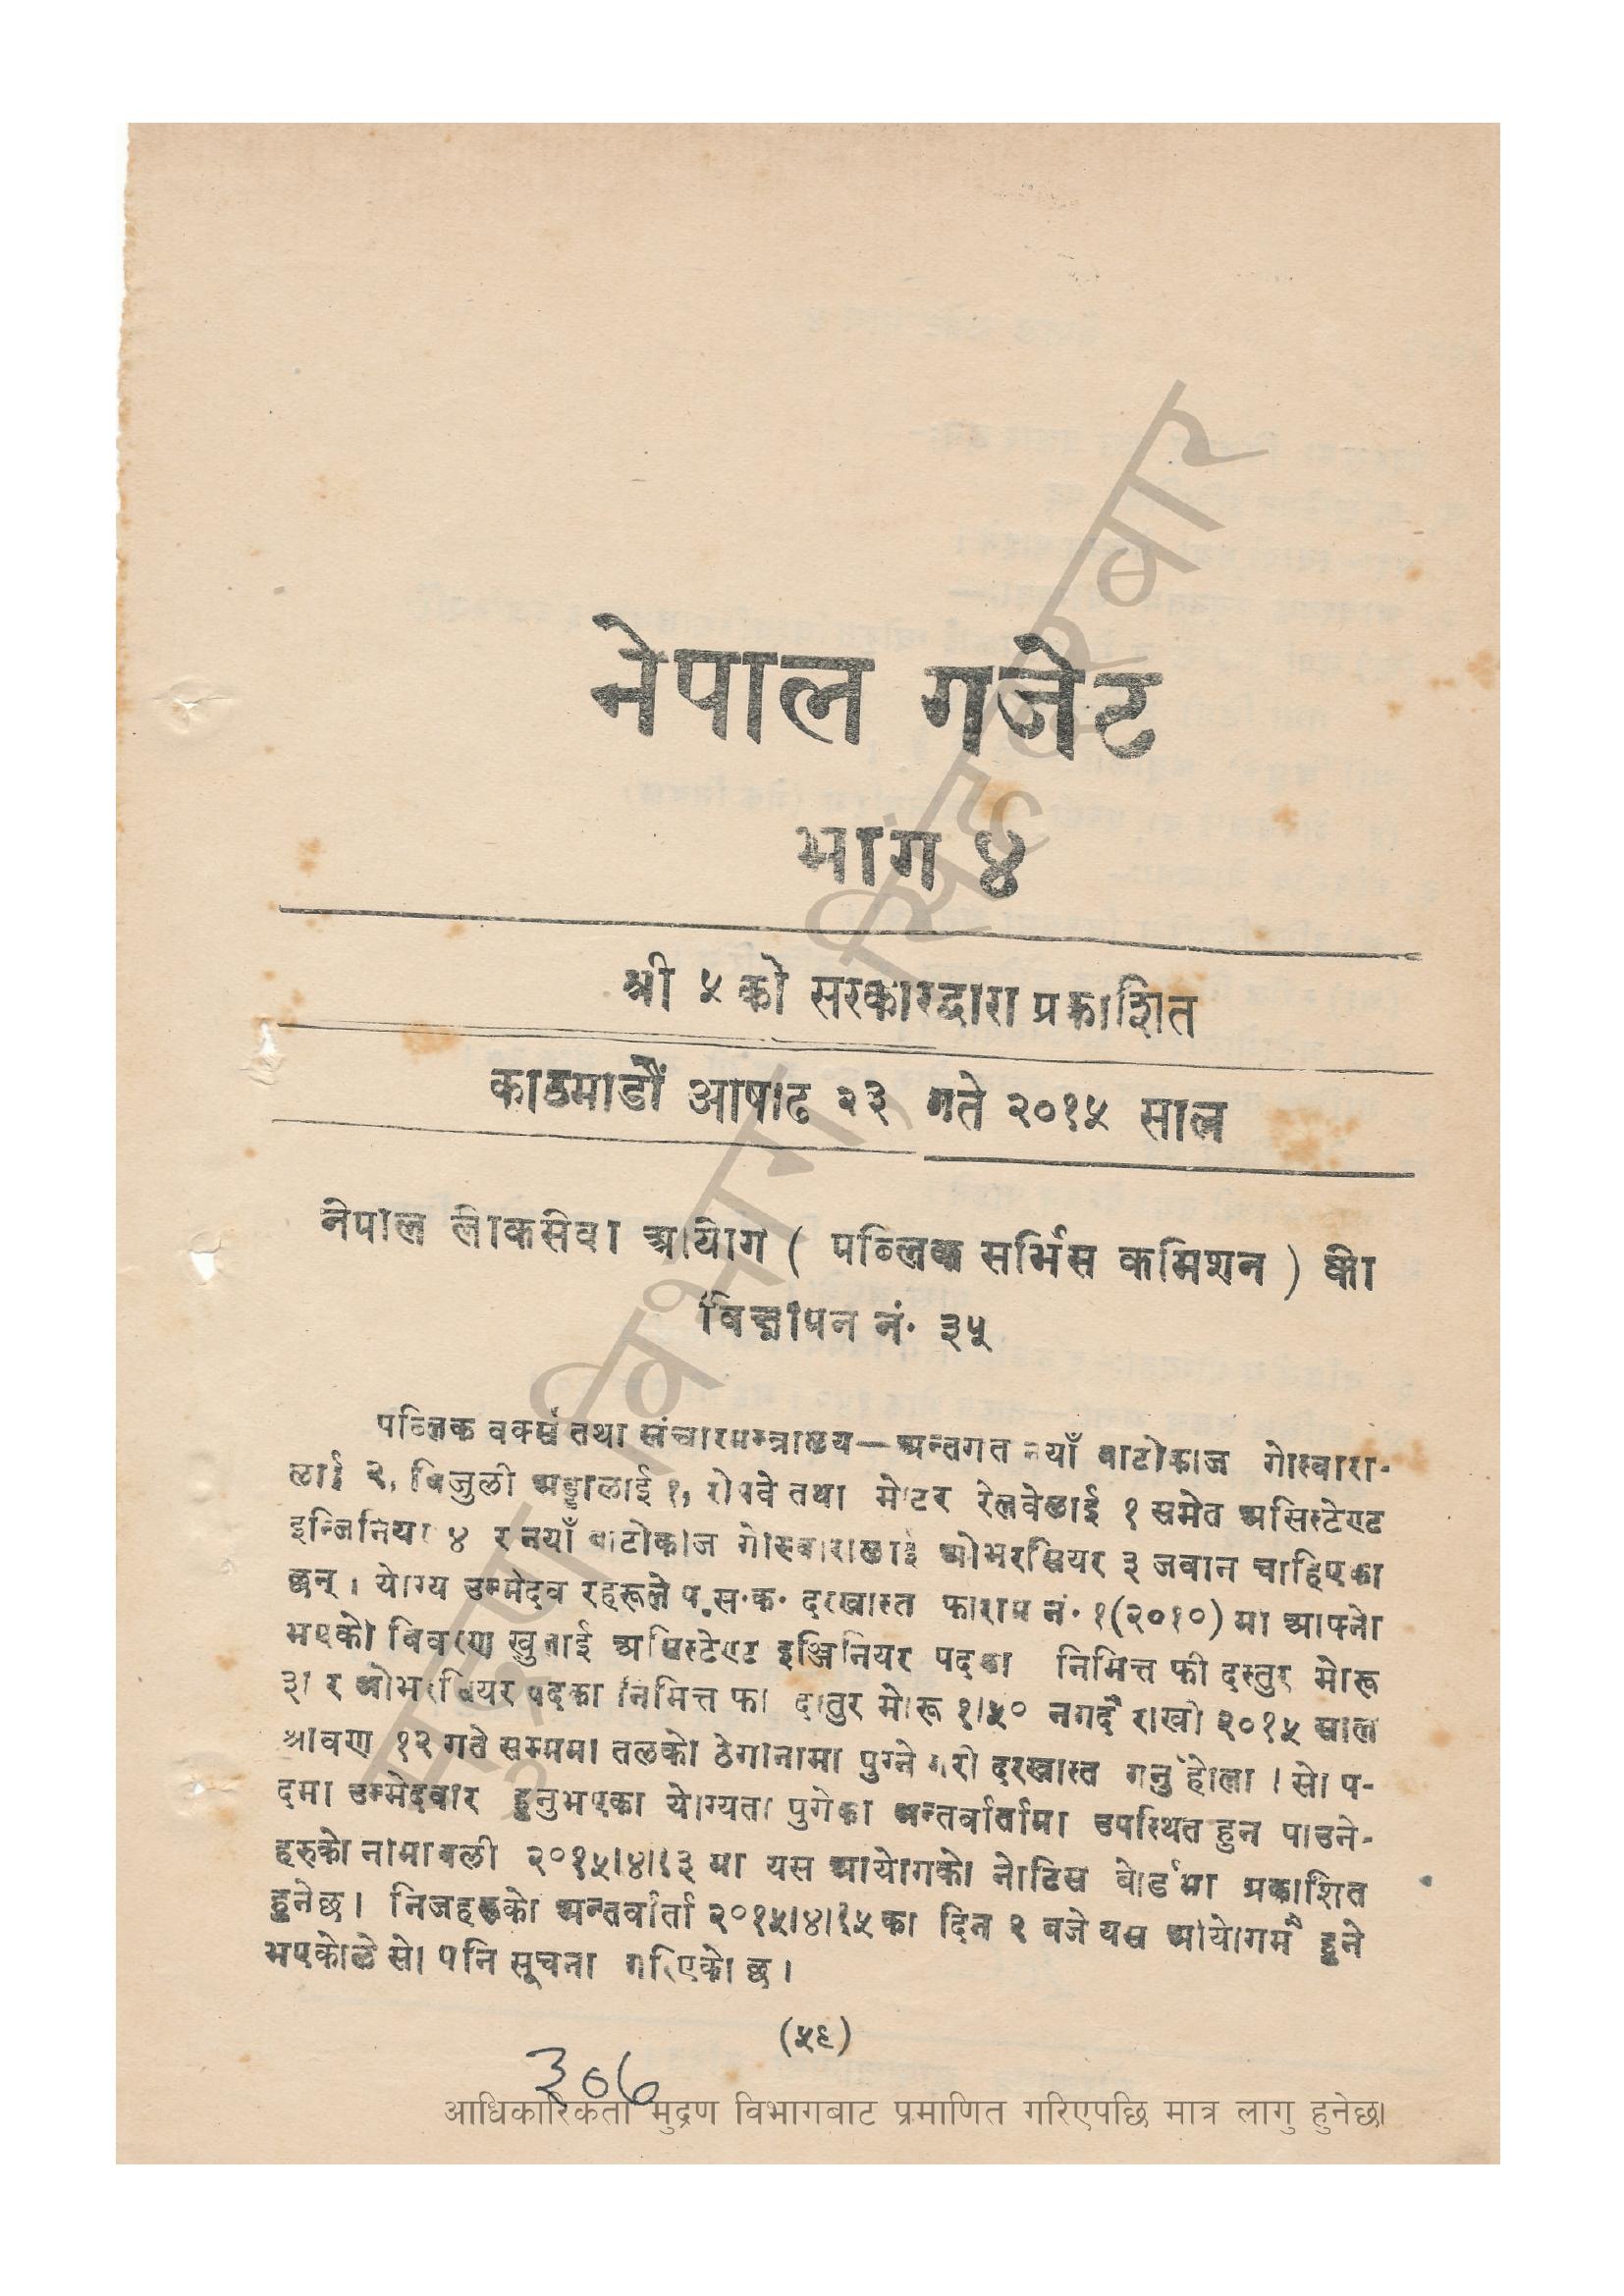 नेपाल गजेट
भाग ४
श्री ५ को सरकारद्वारा प्रकाशित
काठमाडौं आषाढ २३ गते २०१५ साल
नेपाल लोकसेवा आयोग ( पब्लिक सर्भिस कमिशन ) को
विज्ञापन नं. ३५
पब्लिक वर्क्स तथा संचारमन्त्रालय—अन्तगत नयाँ बाटोकाज गोस्वारा-
लाई २, बिजुली अड्डालाई १, रोपवे तथा मोटर रेलवेलाई १ समेत असिस्टेण्ट
इन्जिनियर ४ र नयाँ बाटोकाज गोस्वारालाई ओभरसियर ३ जवान चाहिएका
छन् । योग्य उम्मेदवारहरूले प.स.क. दरखास्त फाराम नं. १(२०१०) मा आफ्नो
भएको विवरण खुलाई असिस्टेण्ट इञ्जिनियर पदका निमित्त फी दस्तुर मोरू
३। र ओभरसियर पदका निमित्त फी दस्तुर मोरू १।५० नगदै राखी २०१५ साल
श्रावण १२ गते सम्ममा तलको ठेगानामा पुग्ने गरी दरखास्त गर्नुहोला । सो प-
दमा उम्मेदवार हुनुभएका योग्यता पुगेका अन्तर्वार्तामा उपस्थित हुन पाउने-
हरुको नामावली २०१५।४।१३ मा यस आयोगको नोटिस बोर्डमा प्रकाशित
हुनेछ । निजहरूको अन्तर्वार्ता २०१५।४।१५ का दिन २ बजे यस आयोगमै हुने
भएकोले सो पनि सूचना गरिएको छ ।
(५९)
३०७
आधिकारिकता मुद्रण विभागबाट प्रमाणित गरिएपछि मात्र लागु हुनेछ।
मुद्रण विभाग, सिंहदरवार